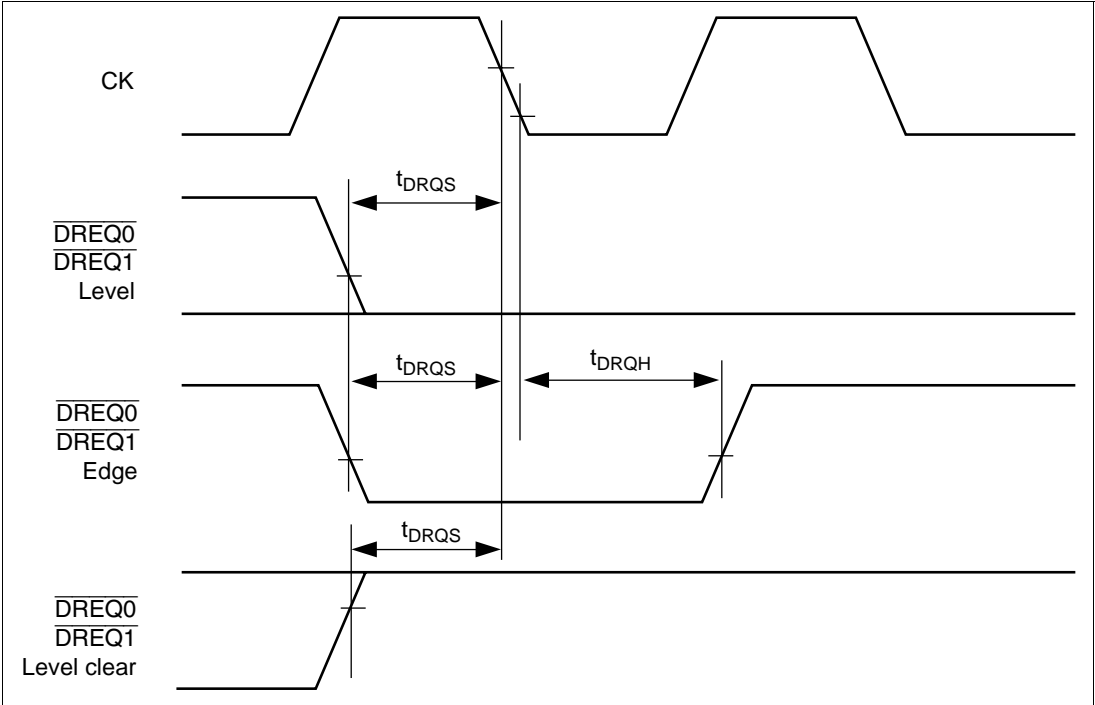 CK
tDRQS
DREQ0
DREQ1
Level
tDRQS
tDRQH
DREQ0
DREQ1
Edge
tDRQS
DREQ0
DREQ1
Level clear